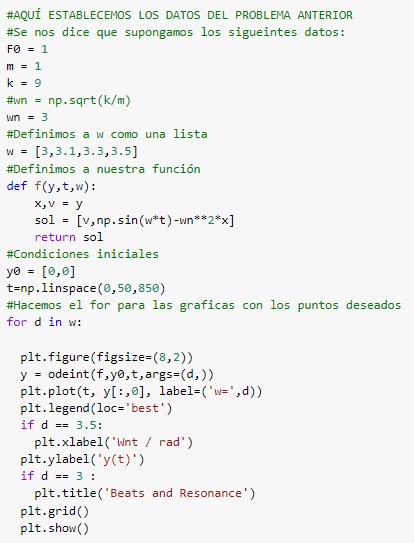 #AQUÍ ESTABLECEMOS LOS DATOS DEL PROBLEMA ANTERIOR
#Se nos dice que supongamos los sigueintes datos:
F0 = 1
m = 1
k = 9
#wn = np.sqrt(k/m)
wn = 3
#Definimos a w como una lista
w = [3,3.1,3.3,3.5]
#Definimos a nuestra función
def f(y,t,w):
    x,v = y
    sol = [v,np.sin(w*t)-wn**2*x]
    return sol
#Condiciones iniciales
y0 = [0,0]
t=np.linspace(0,50,850)
#Hacemos el for para las graficas con los puntos deseados
for d in w:

  plt.figure(figsize=(8,2))
  y = odeint(f,y0,t,args=(d,))
  plt.plot(t, y[:,0], label=('w=',d))
  plt.legend(loc='best')
  if d == 3.5:
    plt.xlabel('Wnt / rad')
  plt.ylabel('y(t)')
  if d == 3 :
    plt.title('Beats and Resonance')
  plt.grid()
  plt.show()